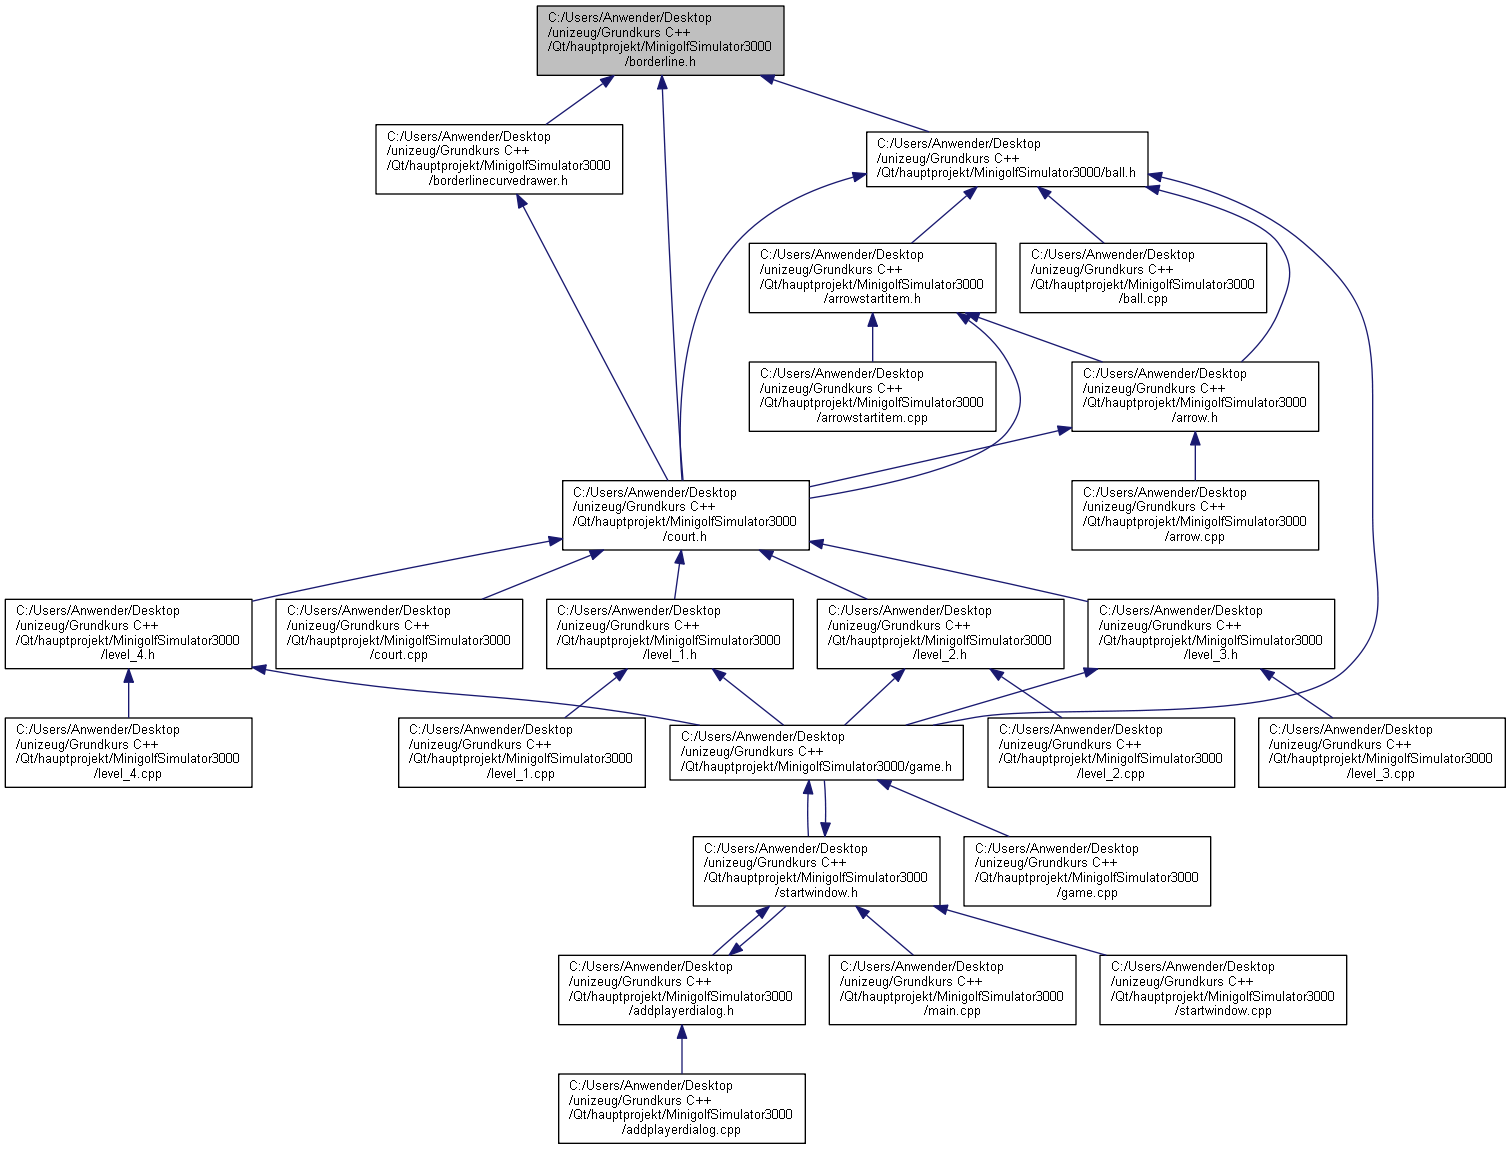 C:/Users/Anwender/Desktop
/unizeug/Grundkurs C++
/Qt/hauptprojekt/MinigolfSimulator3000
/borderline.h
C:/Users/Anwender/Desktop
/unizeug/Grundkurs C++
/Qt/hauptprojekt/MinigolfSimulator3000
/borderlinecurvedrawer.h
C:/Users/Anwender/Desktop
/unizeug/Grundkurs C++
/Qt/hauptprojekt/MinigolfSimulator3000/ball.h
C:/Users/Anwender/Desktop
/unizeug/Grundkurs C++
/Qt/hauptprojekt/MinigolfSimulator3000
/arrowstartitem.h
C:/Users/Anwender/Desktop
/unizeug/Grundkurs C++
/Qt/hauptprojekt/MinigolfSimulator3000
/ball.cpp
C:/Users/Anwender/Desktop
/unizeug/Grundkurs C++
/Qt/hauptprojekt/MinigolfSimulator3000
/arrowstartitem.cpp
C:/Users/Anwender/Desktop
/unizeug/Grundkurs C++
/Qt/hauptprojekt/MinigolfSimulator3000
/arrow.h
C:/Users/Anwender/Desktop
/unizeug/Grundkurs C++
/Qt/hauptprojekt/MinigolfSimulator3000
/court.h
C:/Users/Anwender/Desktop
/unizeug/Grundkurs C++
/Qt/hauptprojekt/MinigolfSimulator3000
/arrow.cpp
C:/Users/Anwender/Desktop
/unizeug/Grundkurs C++
/Qt/hauptprojekt/MinigolfSimulator3000
/level_4.h
C:/Users/Anwender/Desktop
/unizeug/Grundkurs C++
/Qt/hauptprojekt/MinigolfSimulator3000
/court.cpp
C:/Users/Anwender/Desktop
/unizeug/Grundkurs C++
/Qt/hauptprojekt/MinigolfSimulator3000
/level_1.h
C:/Users/Anwender/Desktop
/unizeug/Grundkurs C++
/Qt/hauptprojekt/MinigolfSimulator3000
/level_2.h
C:/Users/Anwender/Desktop
/unizeug/Grundkurs C++
/Qt/hauptprojekt/MinigolfSimulator3000
/level_3.h
C:/Users/Anwender/Desktop
/unizeug/Grundkurs C++
/Qt/hauptprojekt/MinigolfSimulator3000
/level_4.cpp
C:/Users/Anwender/Desktop
/unizeug/Grundkurs C++
/Qt/hauptprojekt/MinigolfSimulator3000
/level_1.cpp
C:/Users/Anwender/Desktop
/unizeug/Grundkurs C++
/Qt/hauptprojekt/MinigolfSimulator3000/game.h
C:/Users/Anwender/Desktop
/unizeug/Grundkurs C++
/Qt/hauptprojekt/MinigolfSimulator3000
/level_2.cpp
C:/Users/Anwender/Desktop
/unizeug/Grundkurs C++
/Qt/hauptprojekt/MinigolfSimulator3000
/level_3.cpp
C:/Users/Anwender/Desktop
/unizeug/Grundkurs C++
/Qt/hauptprojekt/MinigolfSimulator3000
/startwindow.h
C:/Users/Anwender/Desktop
/unizeug/Grundkurs C++
/Qt/hauptprojekt/MinigolfSimulator3000
/game.cpp
C:/Users/Anwender/Desktop
/unizeug/Grundkurs C++
/Qt/hauptprojekt/MinigolfSimulator3000
/addplayerdialog.h
C:/Users/Anwender/Desktop
/unizeug/Grundkurs C++
/Qt/hauptprojekt/MinigolfSimulator3000
/main.cpp
C:/Users/Anwender/Desktop
/unizeug/Grundkurs C++
/Qt/hauptprojekt/MinigolfSimulator3000
/startwindow.cpp
C:/Users/Anwender/Desktop
/unizeug/Grundkurs C++
/Qt/hauptprojekt/MinigolfSimulator3000
/addplayerdialog.cpp